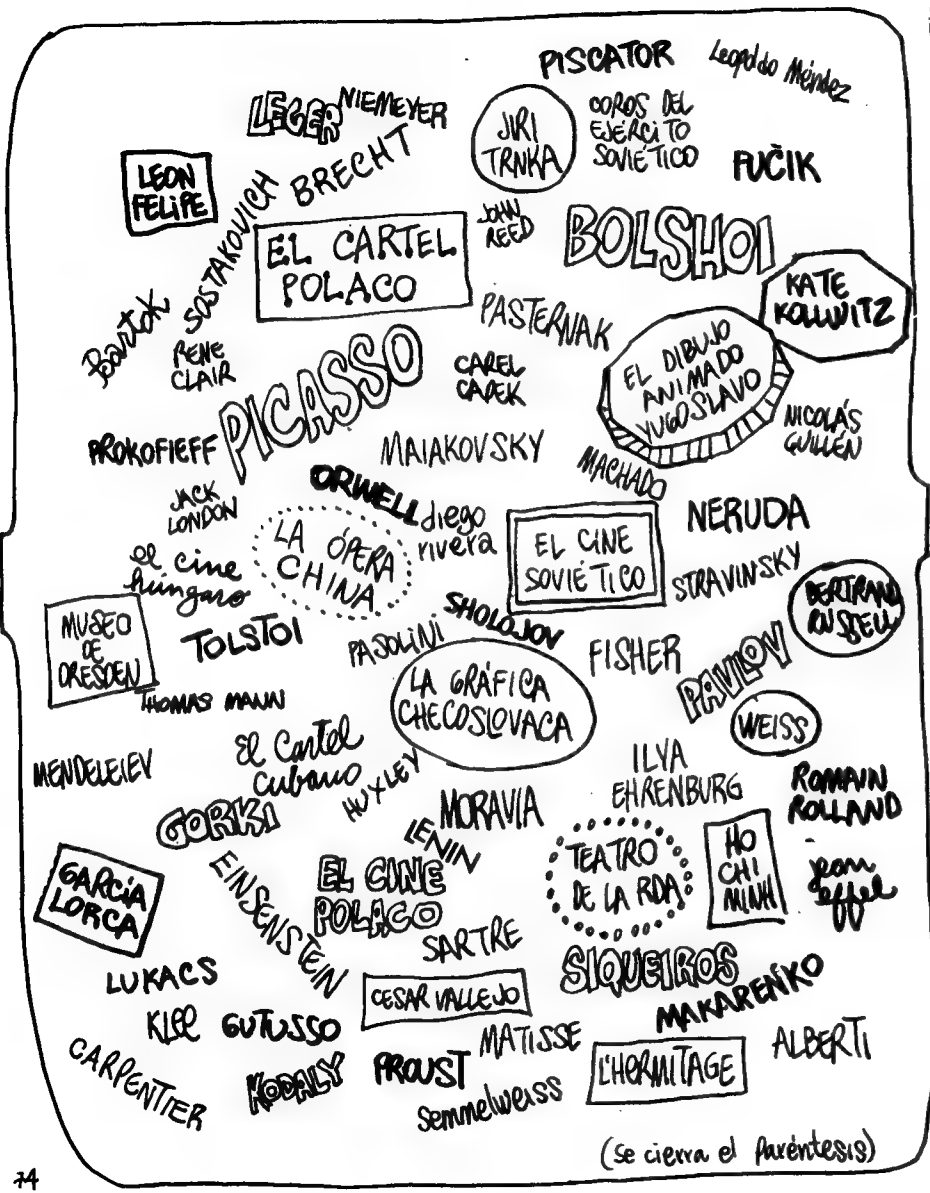 PISCATOR
Leopoldo Méndez
LEGER
NIEMEYER
JIRI
TRNKA
COROS DEL
EJÉRCITO
SOVIÉTICO
FUČIK
LEON
FELIPE
SOSTAKOVICH
BRECHT
JOHN
REED
BOLSHOI
EL CARTEL
POLACO
KATE
KOLLWITZ
Bartok
RENE
CLAIR
PICASSO
PASTERNAK
CAREL
CAPEK
EL DIBUJO
ANIMADO
YUGOSLAVO
NICOLÁS
GUILLÉN
PROKOFIEFF
MAIAKOVSKY
MACHADO
JACK
LONDON
ORWELL
diego
rivera
NERUDA
LA ÓPERA
CHINA
EL CINE
SOVIÉTICO
STRAVINSKY
el cine
húngaro
BERTRAND
RUSSELL
MUSEO
DE
DRESDEN
TOLSTOI
PASOLINI
SHOLOJOV
FISHER
PAVLOV
THOMAS MANN
LA GRÁFICA
CHECOSLOVACA
WEISS
MENDELEIEV
El Cartel
cubano
HUXLEY
ILYA
EHRENBURG
ROMAIN
ROLLAND
GORKI
MORAVIA
LENIN
GARCÍA
LORCA
EINSENSTEIN
EL CINE
POLACO
TEATRO
DE LA RDA
HO
CHI
MINH
jean
effel
SARTRE
LUKACS
CESAR VALLEJO
SIQUEIROS
MAKARENKO
KLEE
GUTUSSO
MATISSE
ALBERTI
CARPENTIER
KODALY
PROUST
L'HERMITAGE
Semmelweiss
(se cierra el paréntesis)
74